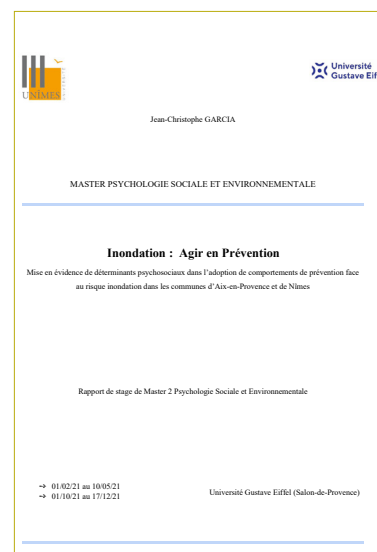 UNÎMES
Université
Gustave Eif
Jean-Christophe GARCIA
MASTER PSYCHOLOGIE SOCIALE ET ENVIRONNEMENTALE
Inondation : Agir en Prévention
Mise en évidence de déterminants psychosociaux dans l'adoption de comportements de prévention face
au risque inondation dans les communes d'Aix-en-Provence et de Nîmes
Rapport de stage de Master 2 Psychologie Sociale et Environnementale
➔ 01/02/21 au 10/05/21
➔ 01/10/21 au 17/12/21
Université Gustave Eiffel (Salon-de-Provence)